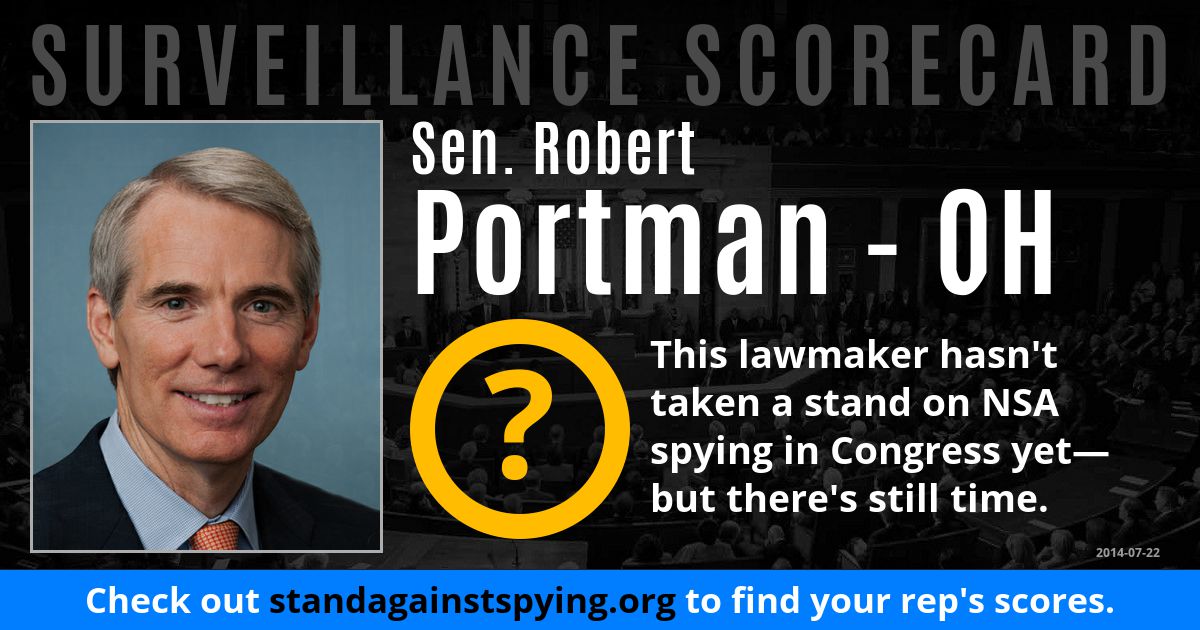 SURVEILLANCE SCORECARD
Sen. Robert
Portman - OH
?
This lawmaker hasn't
taken a stand on NSA
spying in Congress yet—
but there's still time.
2014-07-22
Check out standagainstspying.org to find your rep's scores.